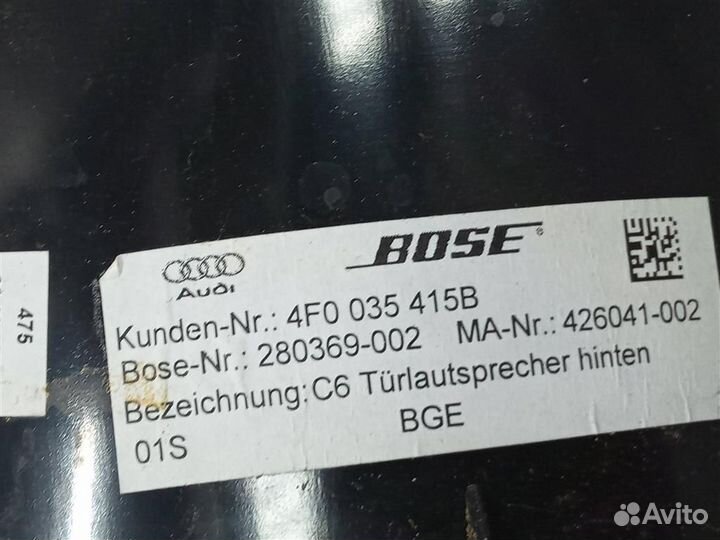 BOSE®
Audi
Kunden-Nr.: 4F0 035 415B
Bose-Nr.: 280369-002 MA-Nr.: 426041-002
Bezeichnung: C6 Türlautsprecher hinten
01S BGE
475
Avito